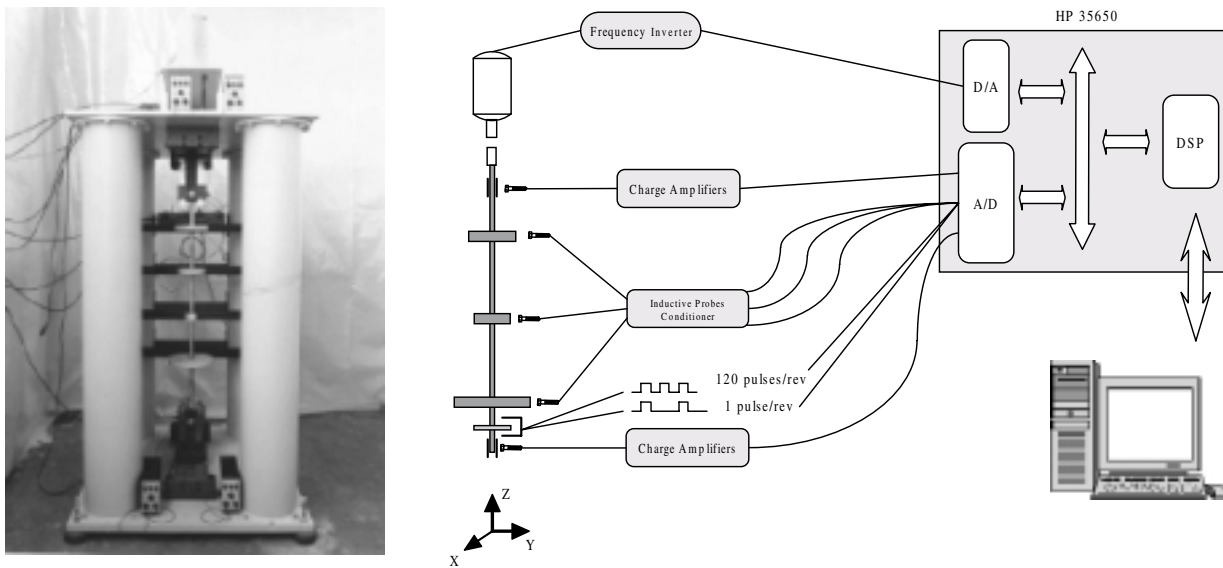 HP 35650
Frequency Inverter
D/A
DSP
Charge Amplifiers
A/D
Inductive Probes
Conditioner
120 pulses/rev
1 pulse/rev
Charge Amplifiers
Z
Y
X